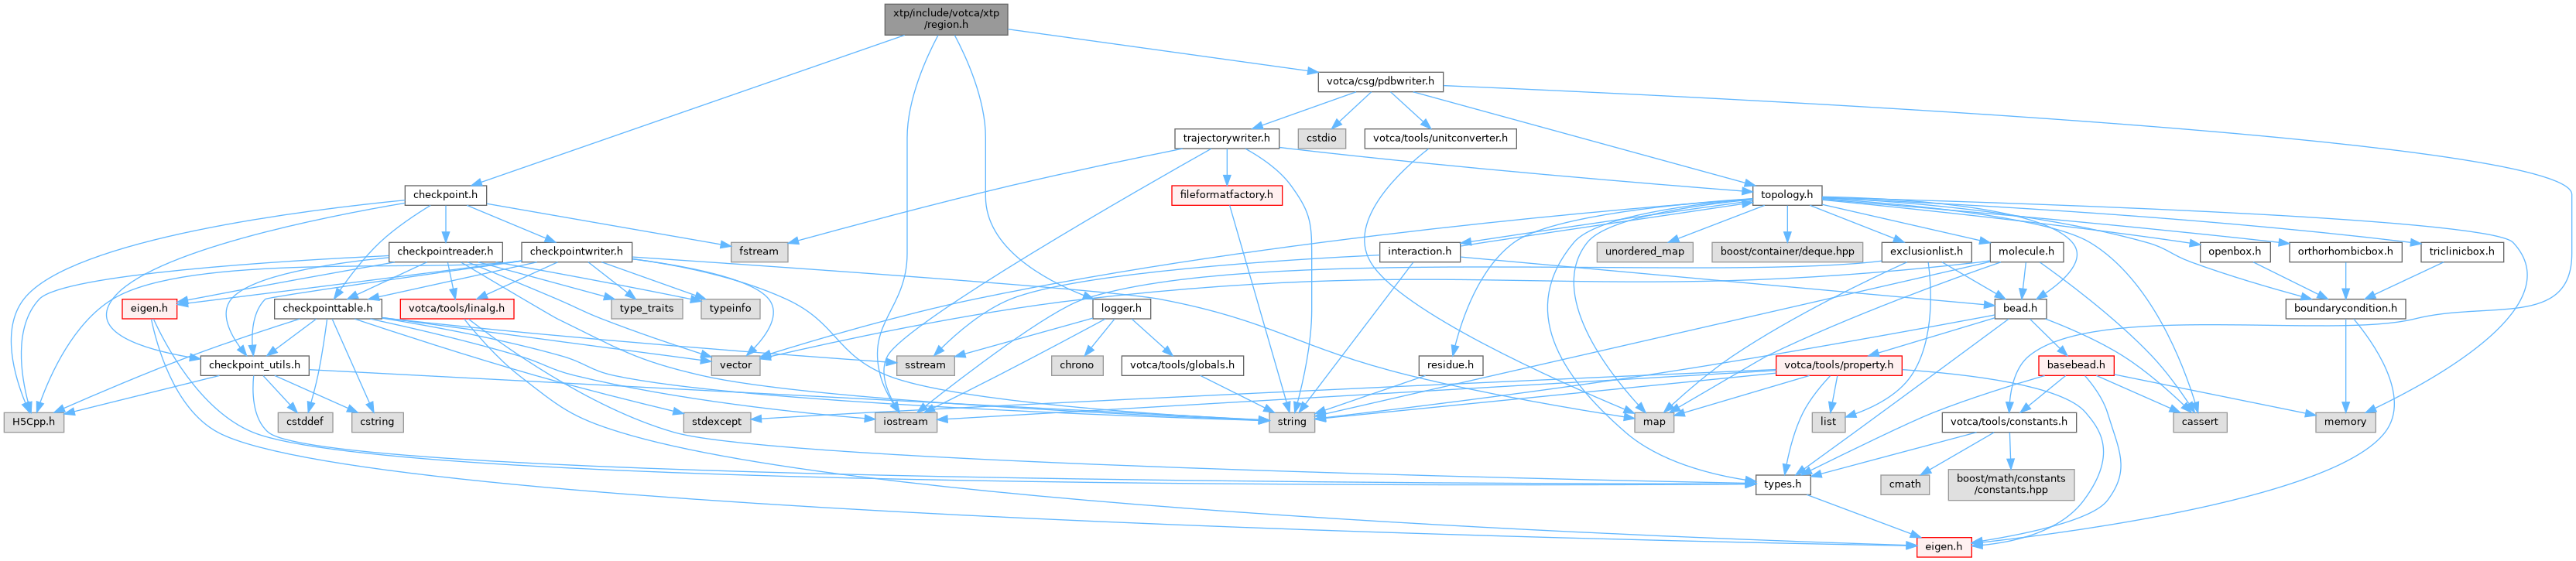 xtp/include/votca/xtp
/region.h
votca/csg/pdbwriter.h
trajectorywriter.h
cstdio
votca/tools/unitconverter.h
checkpoint.h
fileformatfactory.h
topology.h
checkpointreader.h
checkpointwriter.h
fstream
interaction.h
unordered_map
boost/container/deque.hpp
exclusionlist.h
molecule.h
openbox.h
orthorhombicbox.h
triclinicbox.h
eigen.h
checkpointtable.h
votca/tools/linalg.h
type_traits
typeinfo
logger.h
bead.h
boundarycondition.h
checkpoint_utils.h
vector
sstream
chrono
votca/tools/globals.h
residue.h
votca/tools/property.h
basebead.h
H5Cpp.h
cstddef
cstring
stdexcept
iostream
string
map
list
votca/tools/constants.h
cassert
memory
types.h
cmath
boost/math/constants
/constants.hpp
eigen.h